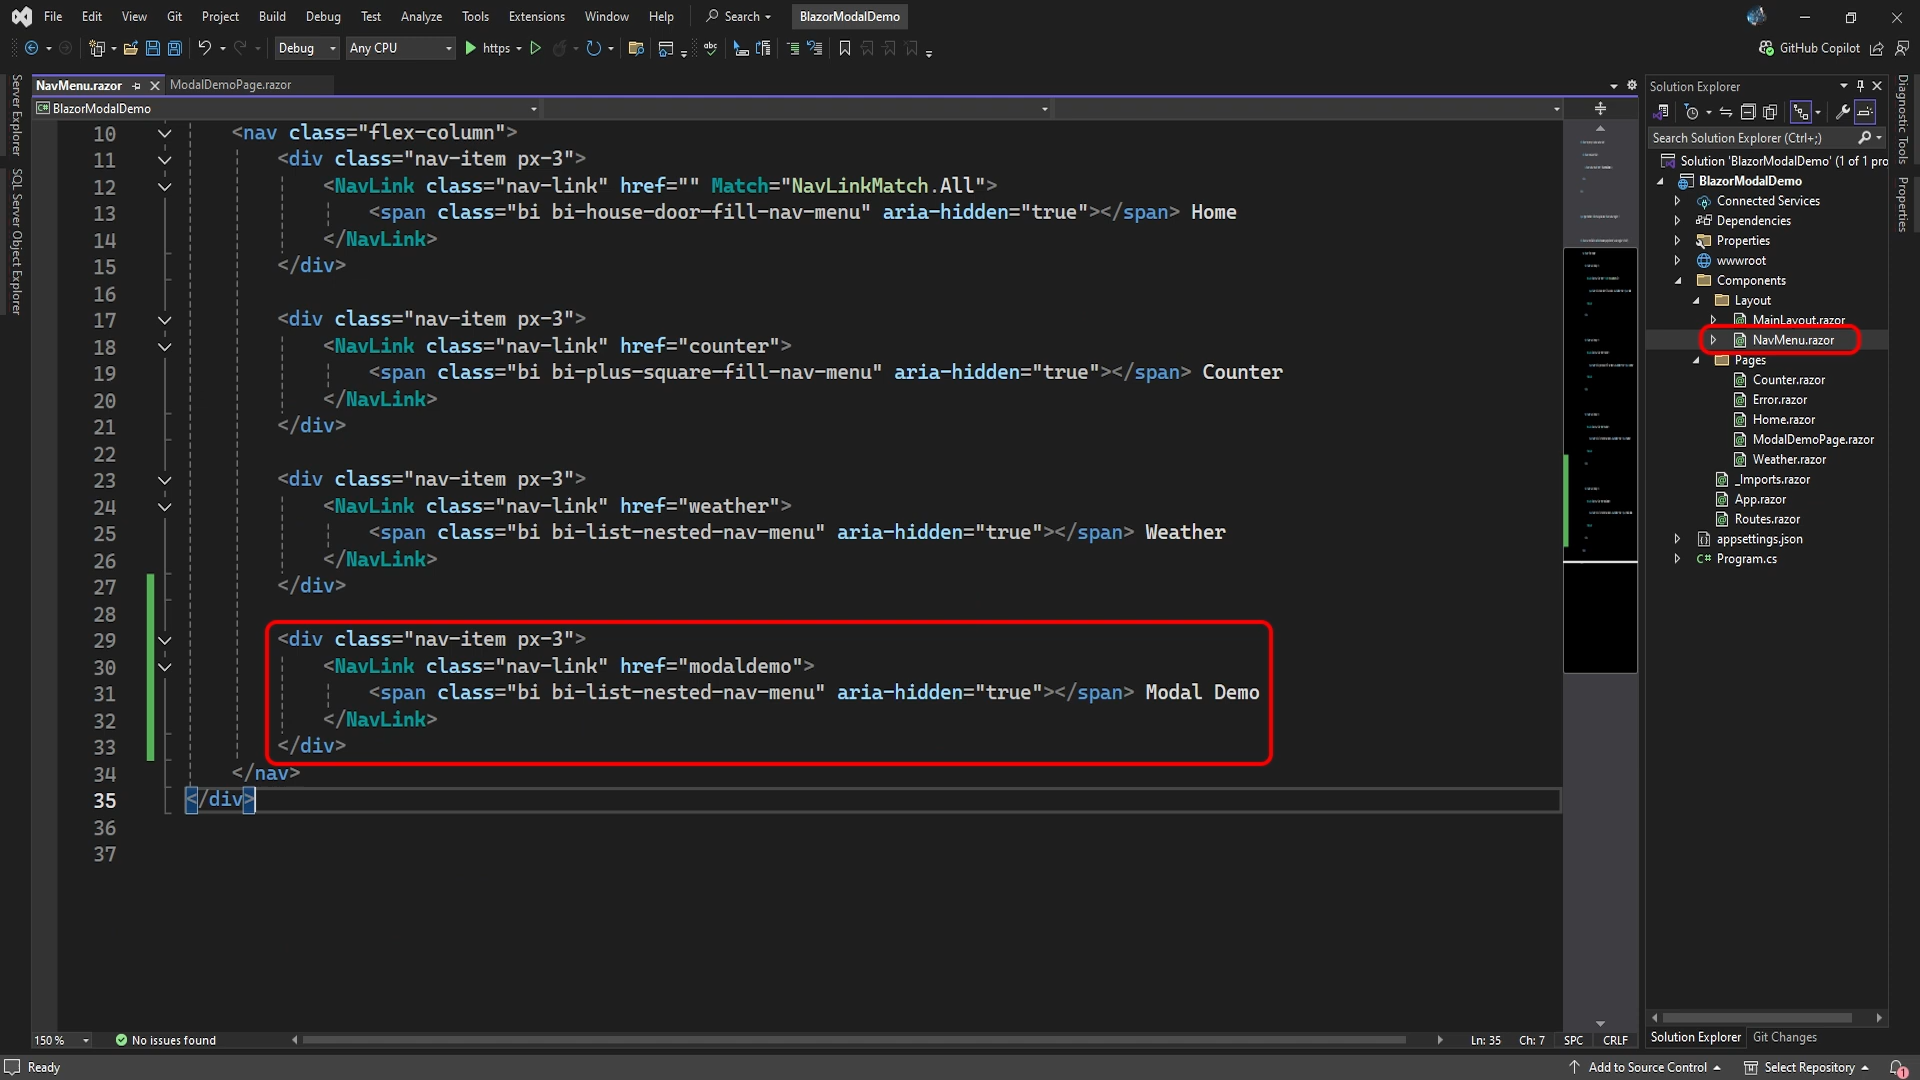 File Edit View Git Project Build Debug Test Analyze Tools Extensions Window Help Search BlazorModalDemo
Debug Any CPU https GitHub Copilot
Server Explorer
SQL Server Object Explorer
NavMenu.razor ModalDemoPage.razor
C# BlazorModalDemo
10 <nav class="flex-column">
11 <div class="nav-item px-3">
12 <NavLink class="nav-link" href="" Match="NavLinkMatch.All">
13 <span class="bi bi-house-door-fill-nav-menu" aria-hidden="true"></span> Home
14 </NavLink>
15 </div>
16
17 <div class="nav-item px-3">
18 <NavLink class="nav-link" href="counter">
19 <span class="bi bi-plus-square-fill-nav-menu" aria-hidden="true"></span> Counter
20 </NavLink>
21 </div>
22
23 <div class="nav-item px-3">
24 <NavLink class="nav-link" href="weather">
25 <span class="bi bi-list-nested-nav-menu" aria-hidden="true"></span> Weather
26 </NavLink>
27 </div>
28
29 <div class="nav-item px-3">
30 <NavLink class="nav-link" href="modaldemo">
31 <span class="bi bi-list-nested-nav-menu" aria-hidden="true"></span> Modal Demo
32 </NavLink>
33 </div>
34 </nav>
35 </div>
36
37
150 % No issues found Ln: 35 Ch: 7 SPC CRLF
Solution Explorer
Search Solution Explorer (Ctrl+;)
Solution 'BlazorModalDemo' (1 of 1 pro
BlazorModalDemo
Connected Services
Dependencies
Properties
wwwroot
Components
Layout
MainLayout.razor
NavMenu.razor
Pages
Counter.razor
Error.razor
Home.razor
ModalDemoPage.razor
Weather.razor
_Imports.razor
App.razor
Routes.razor
appsettings.json
C# Program.cs
Solution Explorer Git Changes
Diagnostic Tools
Properties
Ready Add to Source Control Select Repository 1